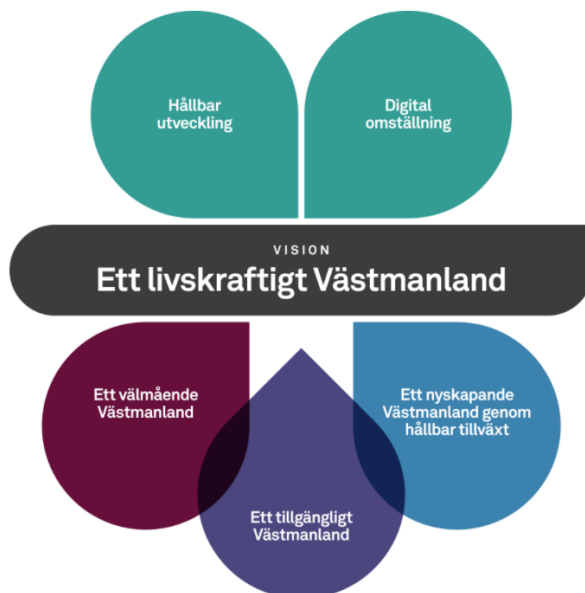 Hållbar
utveckling
Digital
omställning
VISION
Ett livskraftigt Västmanland
Ett välmående
Västmanland
Ett nyskapande
Västmanland genom
hållbar tillväxt
Ett tillgängligt
Västmanland